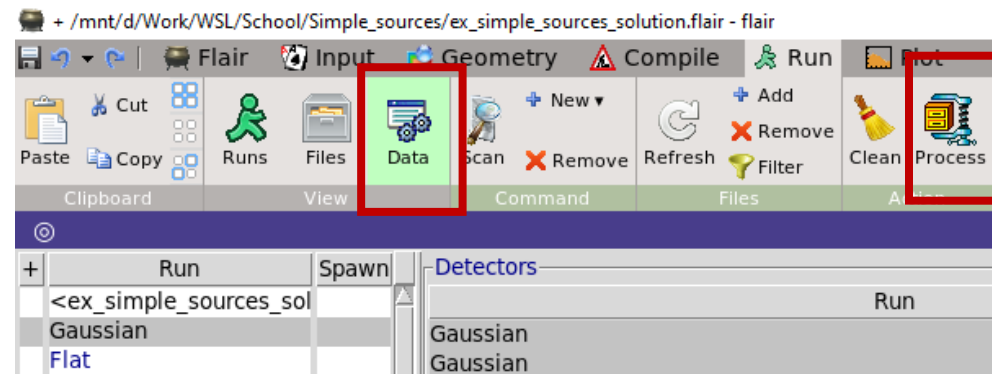 + /mnt/d/Work/WSL/School/Simple_sources/ex_simple_sources_solution.flair - flair
Flair Input Geometry Compile Run Plot
Cut New Add
Remove
Paste Copy Runs Files Data Scan Remove Refresh Filter Clean Process
Clipboard View Command Files Action
+ Run Spawn Detectors
<ex_simple_sources_sol Run
Gaussian Gaussian
Flat Gaussian